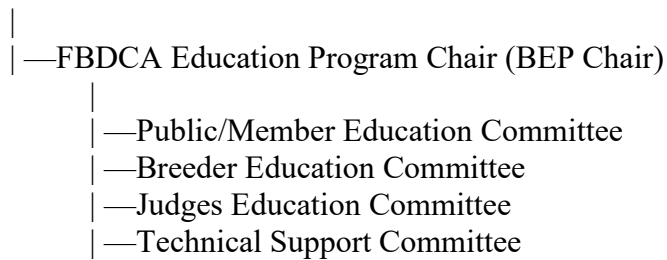 |
|—FBDCA Education Program Chair (BEP Chair)
|
|—Public/Member Education Committee
|—Breeder Education Committee
|—Judges Education Committee
|—Technical Support Committee